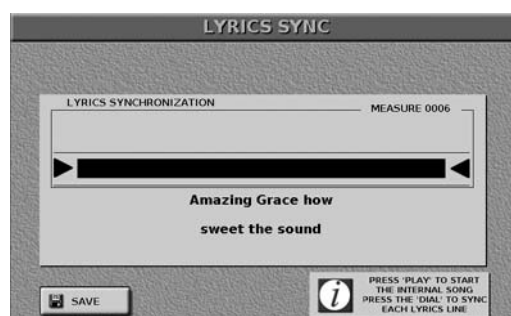 LYRICS SYNC
LYRICS SYNCHRONIZATION
MEASURE 0006
Amazing Grace how
sweet the sound
SAVE
i
PRESS 'PLAY' TO START
THE INTERNAL SONG
PRESS THE 'DIAL' TO SYNC
EACH LYRICS LINE